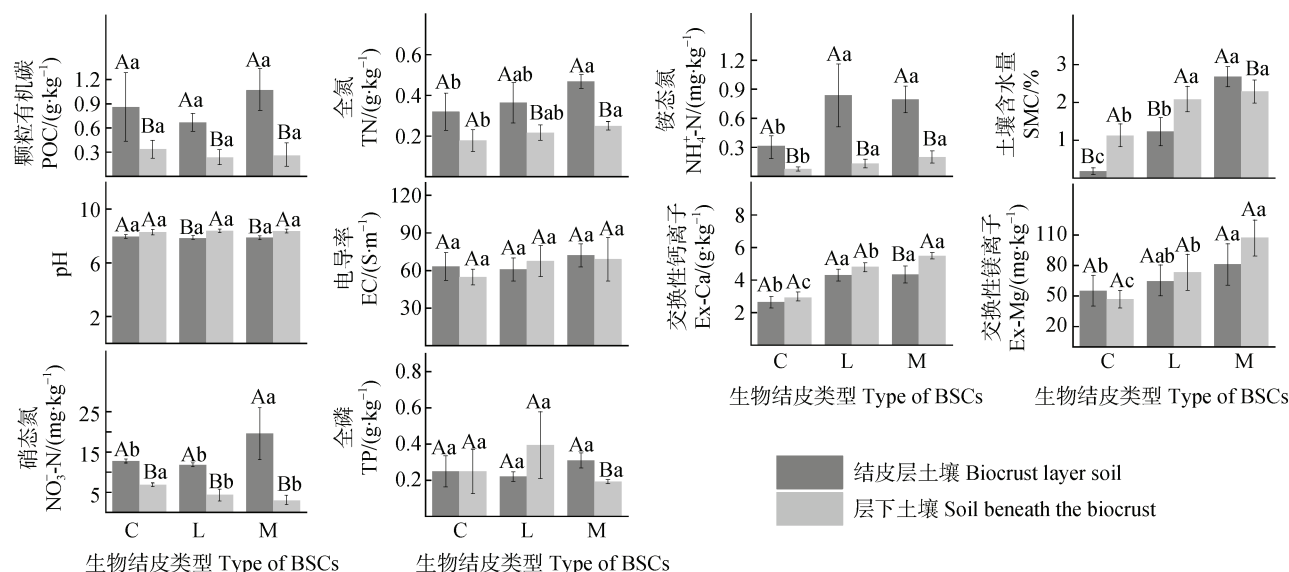 颗粒有机碳
POC/(g·kg⁻¹)
1.2
0.9
0.6
0.3
Aa
Ba
Aa
Ba
Aa
Ba
全氮
TN/(g·kg⁻¹)
0.6
0.4
0.2
Ab
Ab
Aab
Bab
Aa
Ba
铵态氮
NH₄⁺-N/(mg·kg⁻¹)
1.2
0.9
0.6
0.3
Ab
Bb
Aa
Ba
Aa
Ba
土壤含水量
SMC/%
3
2
1
Bc
Ab
Bb
Aa
Aa
Ba
pH
10
6
2
Aa
Aa
Ba
Aa
Ba
Aa
电导率
EC/(S·m⁻¹)
120
90
60
30
Aa
Aa
Aa
Aa
Aa
Aa
交换性钙离子
Ex-Ca/(g·kg⁻¹)
8
6
4
2
Ab
Ac
Aa
Ab
Ba
Aa
C L M
生物结皮类型 Type of BSCs
交换性镁离子
Ex-Mg/(mg·kg⁻¹)
110
80
50
20
Ab
Ac
Aab
Ab
Aa
Aa
C L M
生物结皮类型 Type of BSCs
硝态氮
NO₃-N/(mg·kg⁻¹)
25
15
5
Ab
Ba
Ab
Bb
Aa
Bb
C L M
生物结皮类型 Type of BSCs
全磷
TP/(g·kg⁻¹)
0.8
0.6
0.4
0.2
Aa
Aa
Aa
Aa
Aa
Ba
C L M
生物结皮类型 Type of BSCs
结皮层土壤 Biocrust layer soil
层下土壤 Soil beneath the biocrust